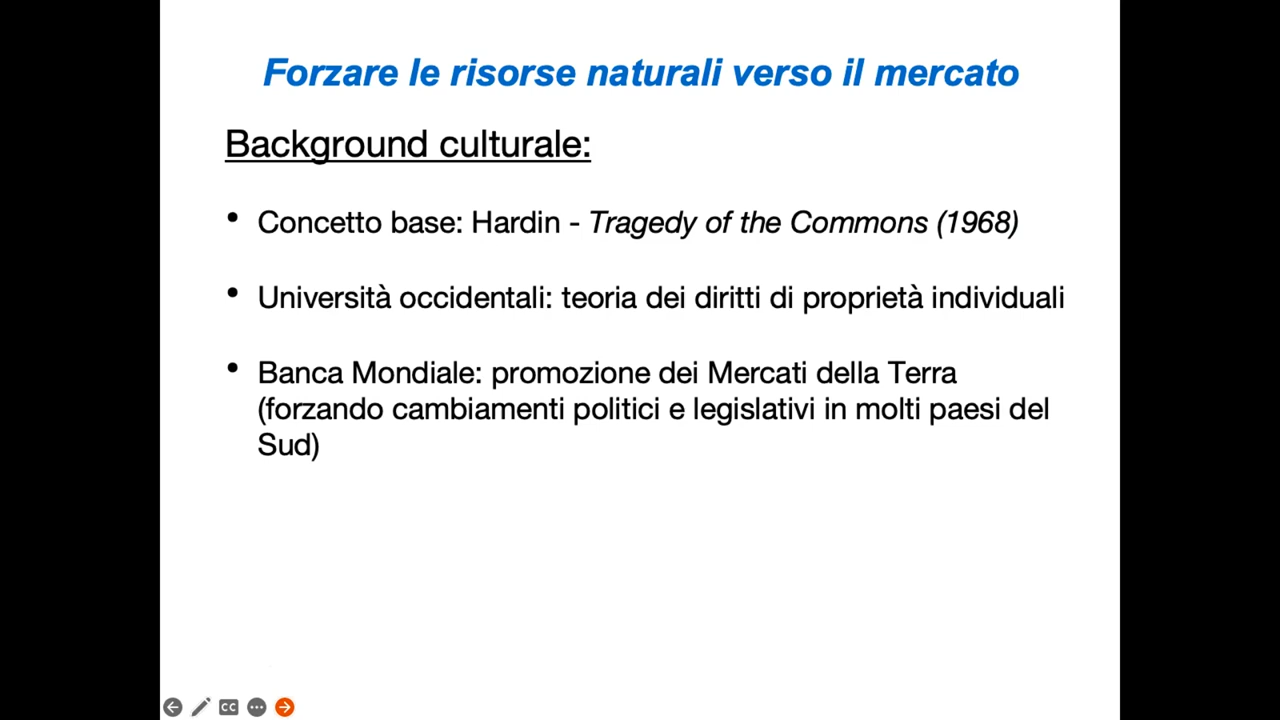 Forzare le risorse naturali verso il mercato
Background culturale:
• Concetto base: Hardin - Tragedy of the Commons (1968)
• Università occidentali: teoria dei diritti di proprietà individuali
• Banca Mondiale: promozione dei Mercati della Terra
(forzando cambiamenti politici e legislativi in molti paesi del
Sud)
CC